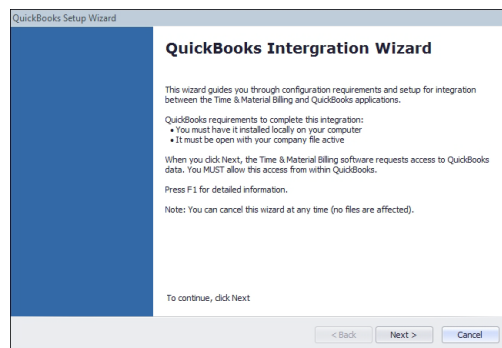 QuickBooks Setup Wizard
QuickBooks Intergration Wizard
This wizard guides you through configuration requirements and setup for integration
between the Time & Material Billing and QuickBooks applications.
QuickBooks requirements to complete this integration:
• You must have it installed locally on your computer
• It must be open with your company file active
When you click Next, the Time & Material Billing software requests access to QuickBooks
data. You MUST allow this access from within QuickBooks.
Press F1 for detailed information.
Note: You can cancel this wizard at any time (no files are affected).
To continue, click Next
< Back Next > Cancel